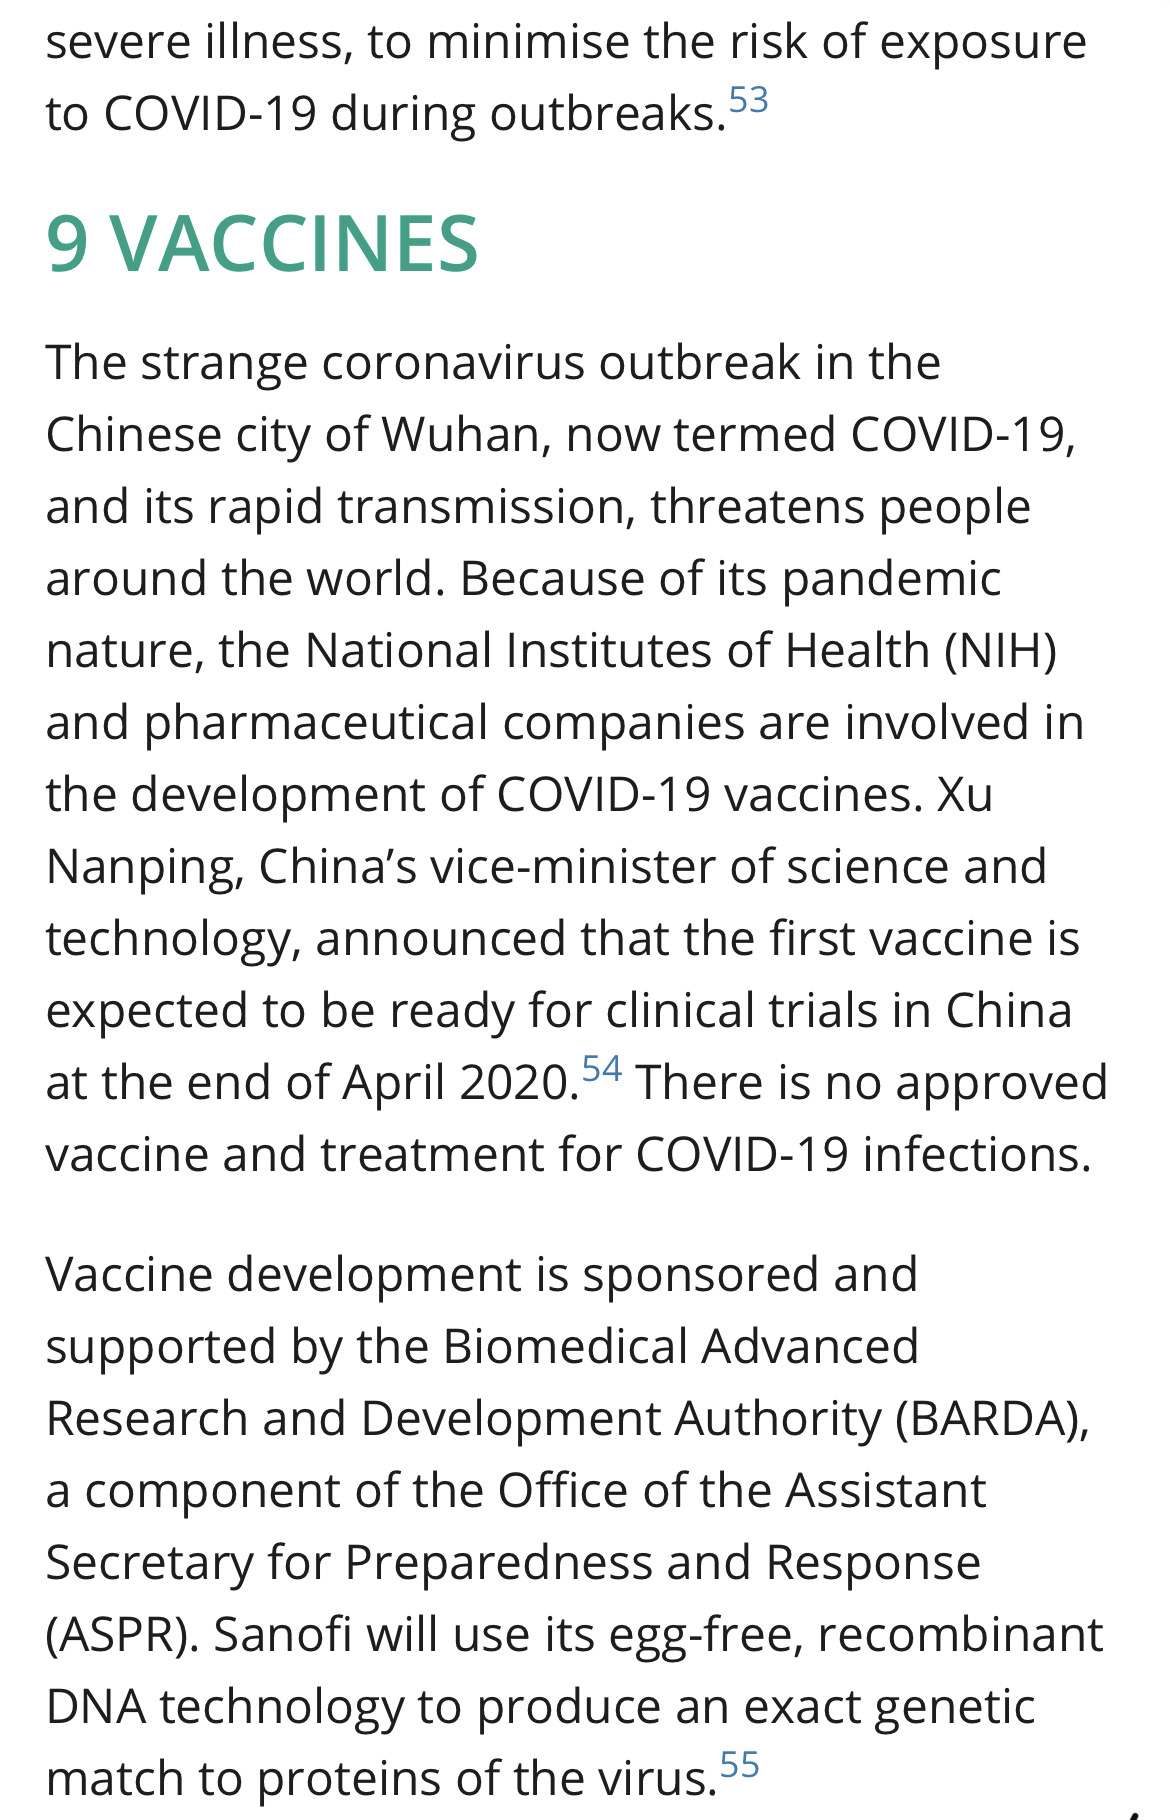 severe illness, to minimise the risk of exposure
to COVID-19 during outbreaks.53
9 VACCINES
The strange coronavirus outbreak in the
Chinese city of Wuhan, now termed COVID-19,
and its rapid transmission, threatens people
around the world. Because of its pandemic
nature, the National Institutes of Health (NIH)
and pharmaceutical companies are involved in
the development of COVID-19 vaccines. Xu
Nanping, China’s vice-minister of science and
technology, announced that the first vaccine is
expected to be ready for clinical trials in China
at the end of April 2020.54 There is no approved
vaccine and treatment for COVID-19 infections.
Vaccine development is sponsored and
supported by the Biomedical Advanced
Research and Development Authority (BARDA),
a component of the Office of the Assistant
Secretary for Preparedness and Response
(ASPR). Sanofi will use its egg-free, recombinant
DNA technology to produce an exact genetic
match to proteins of the virus.55